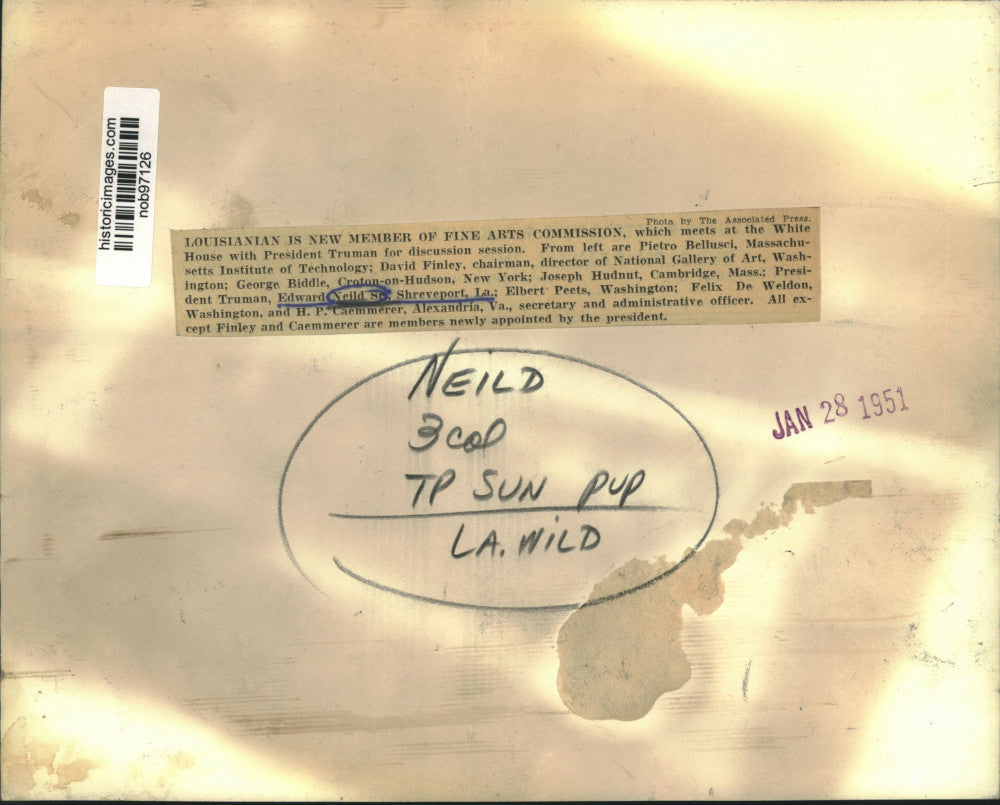 historicimages.com
nob97126
Photo by The Associated Press.
LOUISIANIAN IS NEW MEMBER OF FINE ARTS COMMISSION, which meets at the White
House with President Truman for discussion session. From left are Pietro Bellusci, Massachu-
setts Institute of Technology; David Finley, chairman, director of National Gallery of Art, Wash-
ington; George Biddle, Croton-on-Hudson, New York; Joseph Hudnut, Cambridge, Mass.; Presi-
dent Truman, Edward Neild Sr., Shreveport, La.; Elbert Peets, Washington; Felix De Weldon,
Washington, and H. P. Caemmerer, Alexandria, Va., secretary and administrative officer. All ex-
cept Finley and Caemmerer are members newly appointed by the president.
NEILD
3 col
TP SUN PUP
LA. WILD
JAN 28 1951